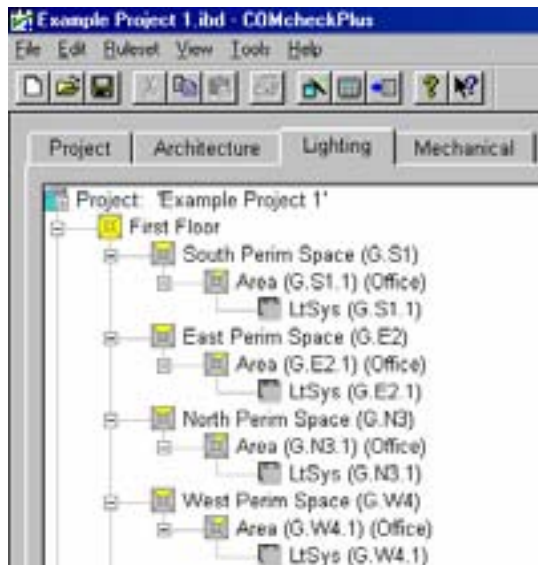 Example Project 1.ibd - COMcheckPlus
File Edit Ruleset View Tools Help
Project Architecture Lighting Mechanical
Project: 'Example Project 1'
First Floor
South Perim Space (G.S1)
Area (G.S1.1) (Office)
LtSys (G.S1.1)
East Perim Space (G.E2)
Area (G.E2.1) (Office)
LtSys (G.E2.1)
North Perim Space (G.N3)
Area (G.N3.1) (Office)
LtSys (G.N3.1)
West Perim Space (G.W4)
Area (G.W4.1) (Office)
LtSys (G.W4.1)